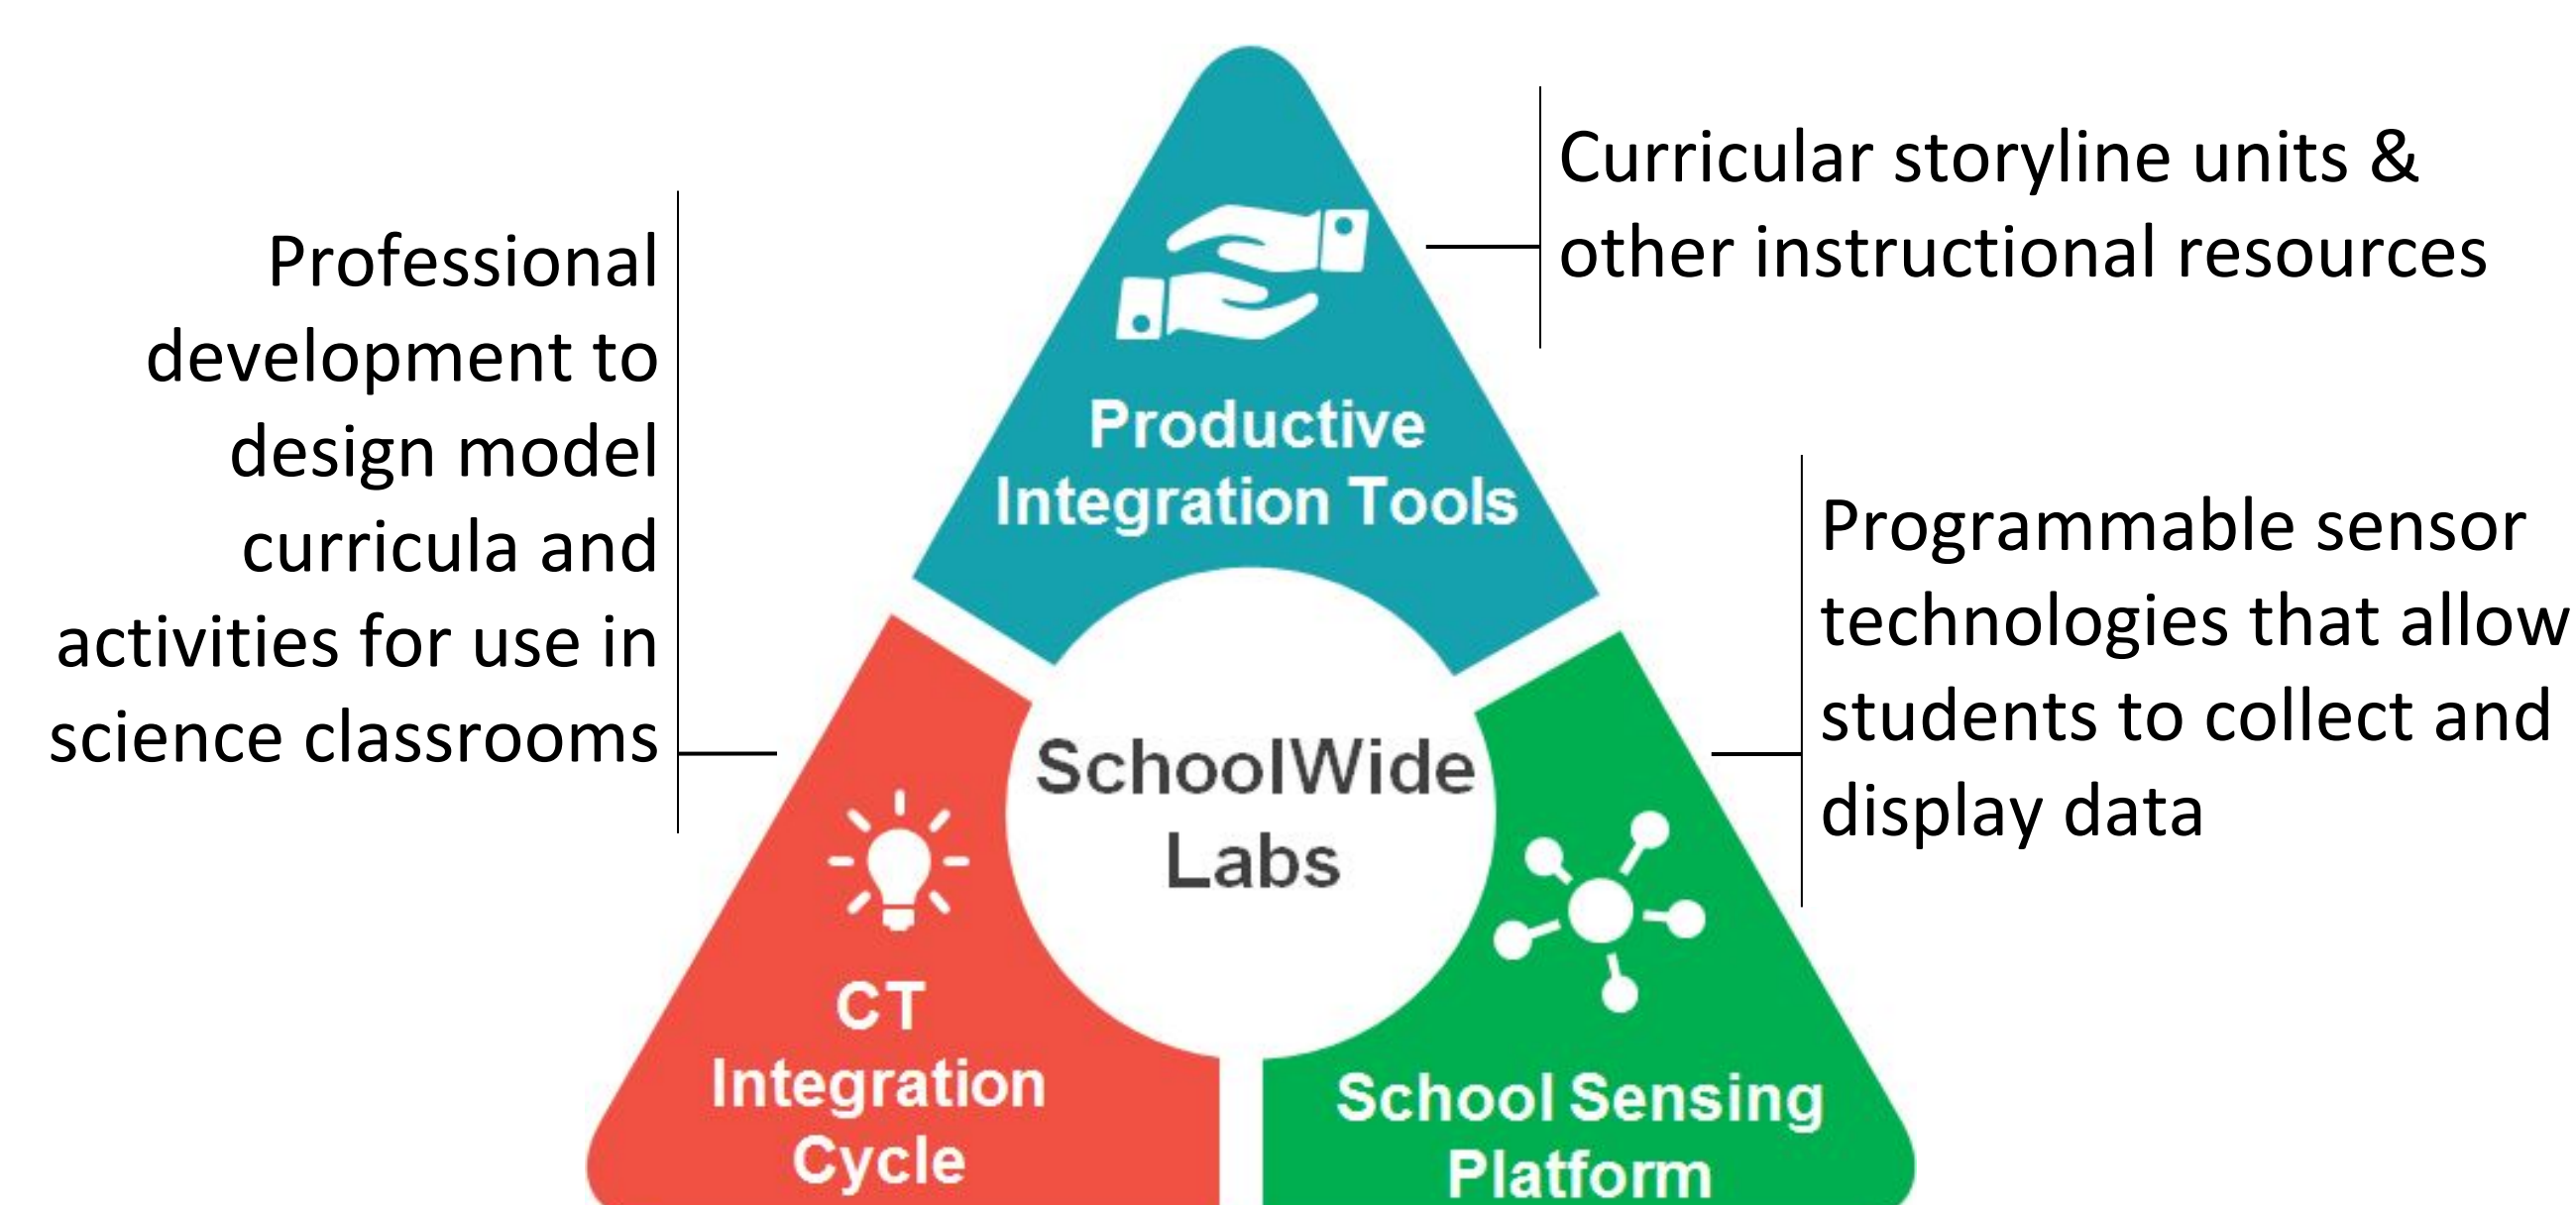 Professional
development to
design model
curricula and
activities for use in
science classrooms
Productive
Integration Tools
Curricular storyline units &
other instructional resources
Programmable sensor
technologies that allow
students to collect and
display data
SchoolWide
Labs
CT
Integration
Cycle
School Sensing
Platform